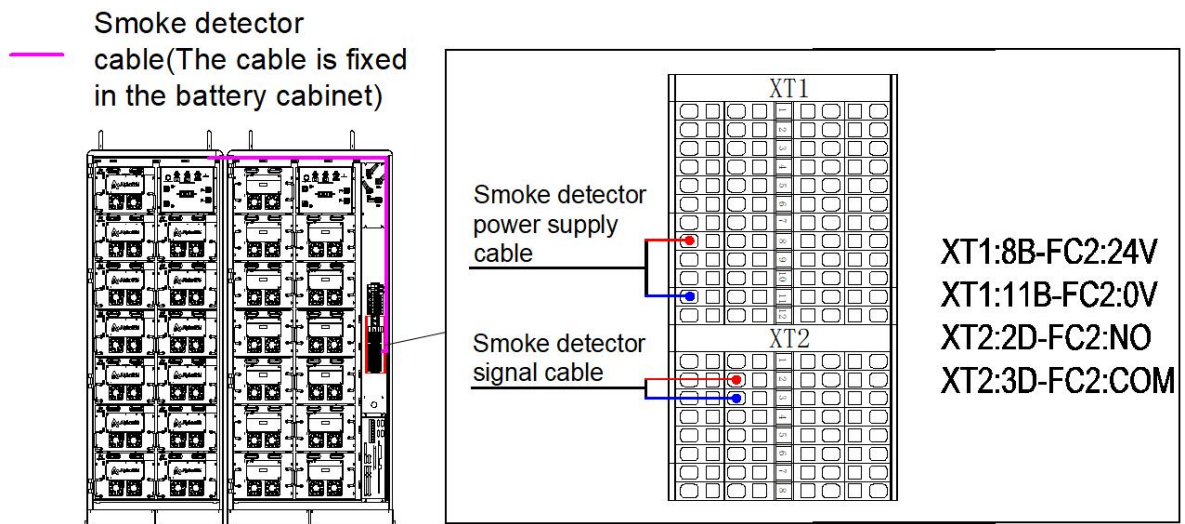 Smoke detector
cable(The cable is fixed
in the battery cabinet)
XT1
1
2
3
4
5
6
7
8
9
10
11
12
XT2
1
2
3
4
5
6
7
8
Smoke detector
power supply
cable
Smoke detector
signal cable
XT1:8B-FC2:24V
XT1:11B-FC2:0V
XT2:2D-FC2:NO
XT2:3D-FC2:COM